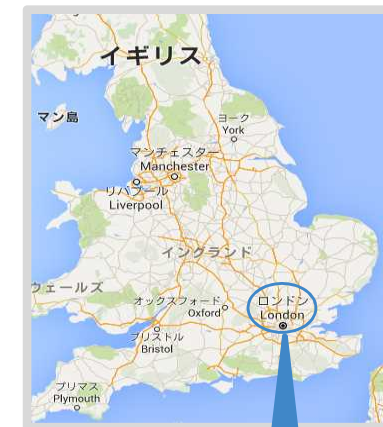 イギリス
マン島
ヨーク
York
マンチェスター
Manchester
リバプール
Liverpool
イングランド
ウェールズ
オックスフォード
Oxford
ロンドン
London
ブリストル
Bristol
プリマス
Plymouth